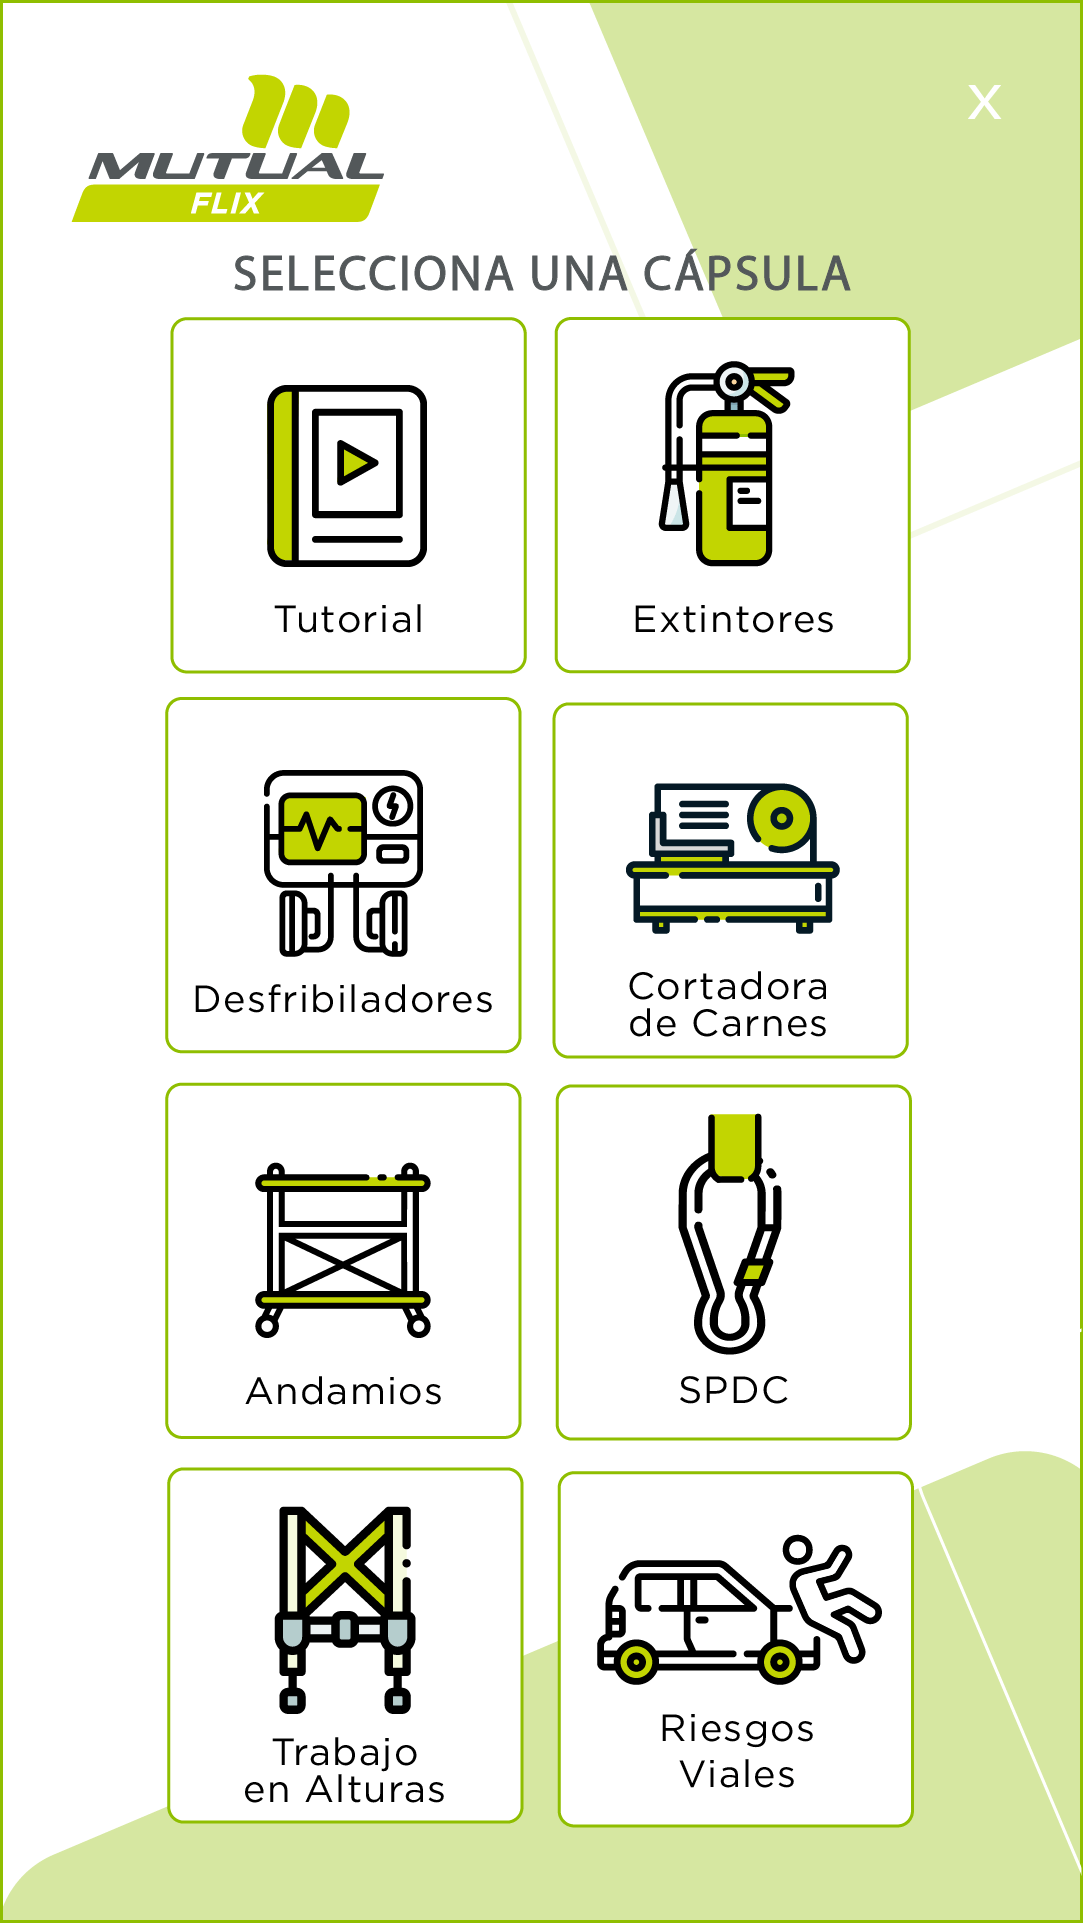 MUTUAL
FLIX
X
SELECCIONA UNA CÁPSULA
Tutorial
Extintores
Desfribiladores
Cortadora
de Carnes
Andamios
SPDC
Trabajo
en Alturas
Riesgos
Viales